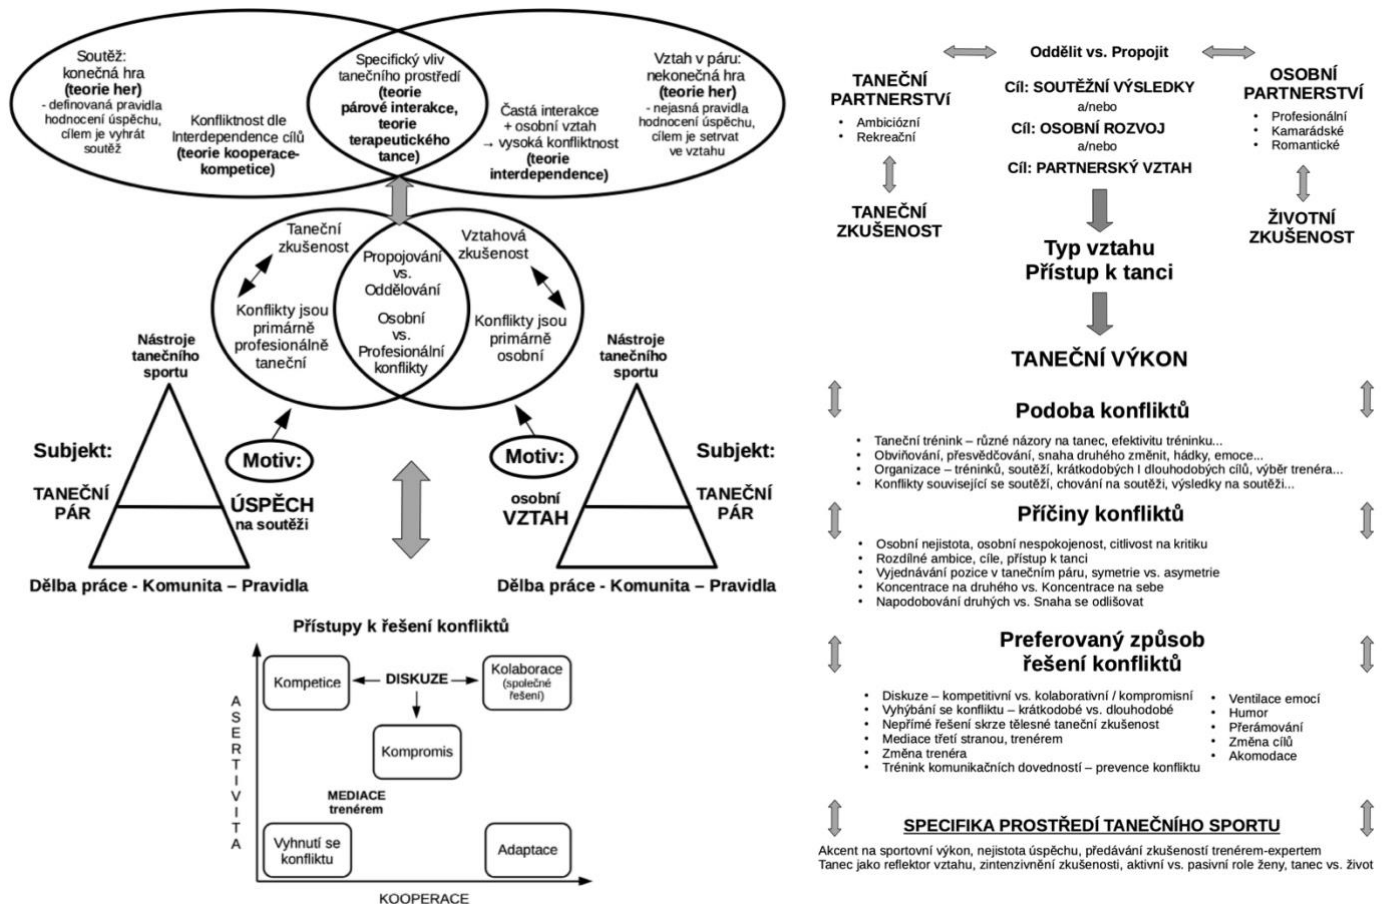 Soutěž:
konečná hra
(teorie her)
- definovaná pravidla
hodnocení úspěchu,
cílem je vyhrát
soutěž
Konfliktnost dle
Interdependence cílů
(teorie kooperace-
kompetice)
Specifický vliv
tanečního prostředí
(teorie
párové interakce,
teorie
terapeutického
tance)
Častá interakce
+ osobní vztah
→ vysoká konfliktnost
(teorie
interdependence)
Vztah v páru:
nekonečná hra
(teorie her)
- nejasná pravidla
hodnocení úspěchu,
cílem je setrvat
ve vztahu
Taneční
zkušenost
Konflikty jsou
primárně
profesionálně
taneční
Propojování
vs.
Oddělování
Osobní
vs.
Profesionální
konflikty
Vztahová
zkušenost
Konflikty jsou
primárně
osobní
Nástroje
tanečního
sportu
Subjekt:
TANEČNÍ
PÁR
Motiv:
ÚSPĚCH
na soutěži
Dělba práce - Komunita – Pravidla
Motiv:
osobní
VZTAH
Nástroje
tanečního
sportu
Subjekt:
TANEČNÍ
PÁR
Dělba práce - Komunita – Pravidla
Přístupy k řešení konfliktů
ASERTIVITA
Kompetice
DISKUZE
Kolaborace
(společné
řešení)
Kompromis
MEDIACE
trenérem
Vyhnutí se
konfliktu
Adaptace
KOOPERACE
Oddělit vs. Propojit
TANEČNÍ
PARTNERSTVí
• Ambiciózní
• Rekreační
TANEČNÍ
ZKUŠENOST
Cíl: SOUTĚŽNÍ VÝSLEDKY
a/nebo
Cíl: OSOBNÍ ROZVOJ
a/nebo
Cíl: PARTNERSKÝ VZTAH
OSOBNÍ
PARTNERSTVÍ
• Profesionální
• Kamarádské
• Romantické
ŽIVOTNÍ
ZKUŠENOST
Typ vztahu
Přístup k tanci
TANEČNÍ VÝKON
Podoba konfliktů
• Taneční trénink – různé názory na tanec, efektivitu tréninku...
• Obviňování, přesvědčování, snaha druhého změnit, hádky, emoce...
• Organizace – tréninků, soutěží, krátkodobých I dlouhodobých cílů, výběr trenéra...
• Konflikty související se soutěží, chování na soutěži, výsledky na soutěži...
Příčiny konfliktů
• Osobní nejistota, osobní nespokojenost, citlivost na kritiku
• Rozdílné ambice, cíle, přístup k tanci
• Vyjednávání pozice v tanečním páru, symetrie vs. asymetrie
• Koncentrace na druhého vs. Koncentrace na sebe
• Napodobování druhých vs. Snaha se odlišovat
Preferovaný způsob
řešení konfliktů
• Diskuze – kompetitivní vs. kolaborativní / kompromisní
• Vyhýbání se konfliktu – krátkodobé vs. dlouhodobé
• Nepřímé řešení skrze tělesné taneční zkušenost
• Mediace třetí stranou, trenérem
• Změna trenéra
• Trénink komunikačních dovedností – prevence konfliktu
• Ventilace emocí
• Humor
• Přerámování
• Změna cílů
• Akomodace
SPECIFIKA PROSTŘEDÍ TANEČNÍHO SPORTU
Akcent na sportovní výkon, nejistota úspěchu, předávání zkušeností trenérem-expertem
Tanec jako reflektor vztahu, zintenzivnění zkušenosti, aktivní vs. pasivní role ženy, tanec vs. život